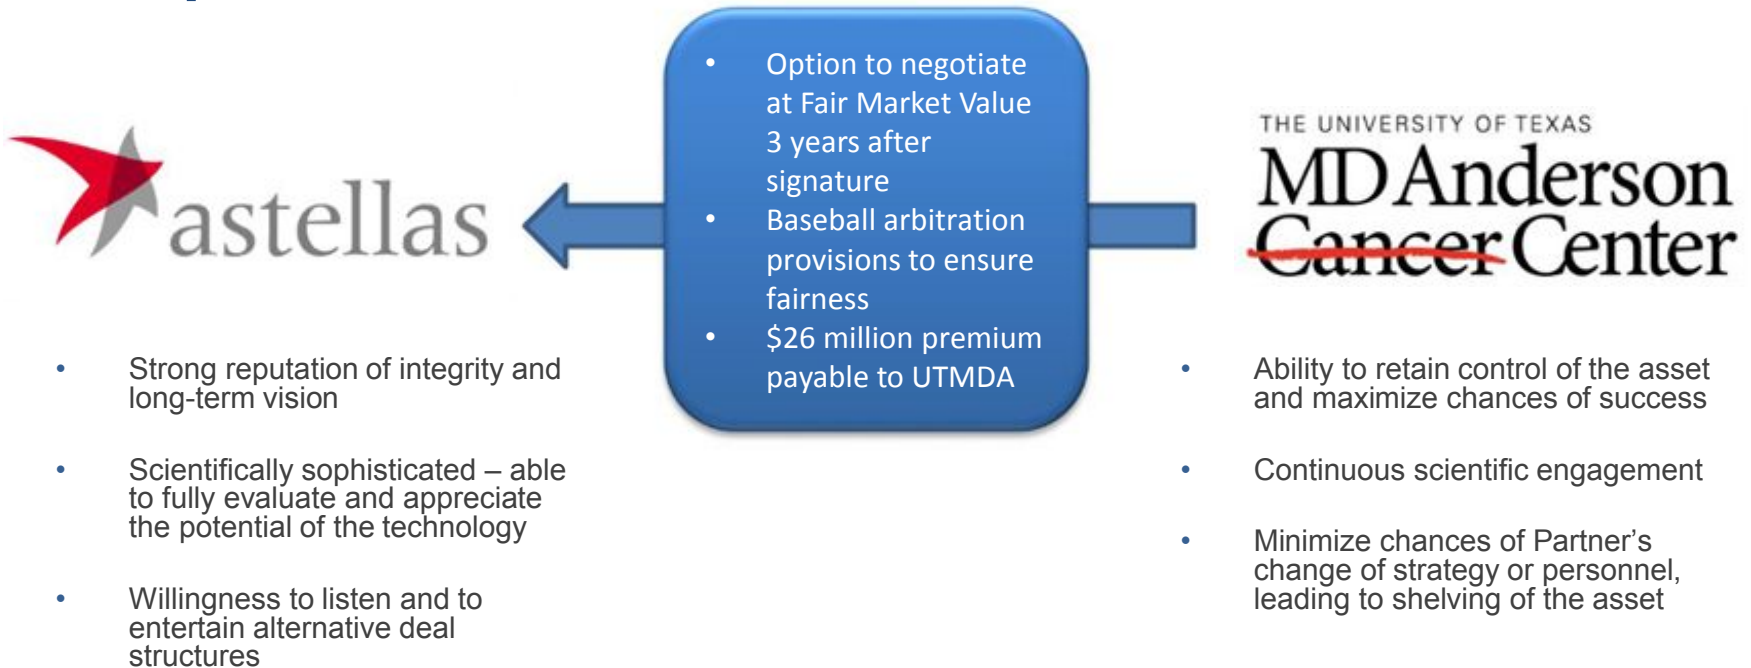 • Option to negotiate
at Fair Market Value
3 years after
signature
• Baseball arbitration
provisions to ensure
fairness
• $26 million premium
payable to UTMDA
astellas
THE UNIVERSITY OF TEXAS
MD Anderson
Cancer Center
• Strong reputation of integrity and
long-term vision
• Scientifically sophisticated – able
to fully evaluate and appreciate
the potential of the technology
• Willingness to listen and to
entertain alternative deal
structures
• Ability to retain control of the asset
and maximize chances of success
• Continuous scientific engagement
• Minimize chances of Partner’s
change of strategy or personnel,
leading to shelving of the asset